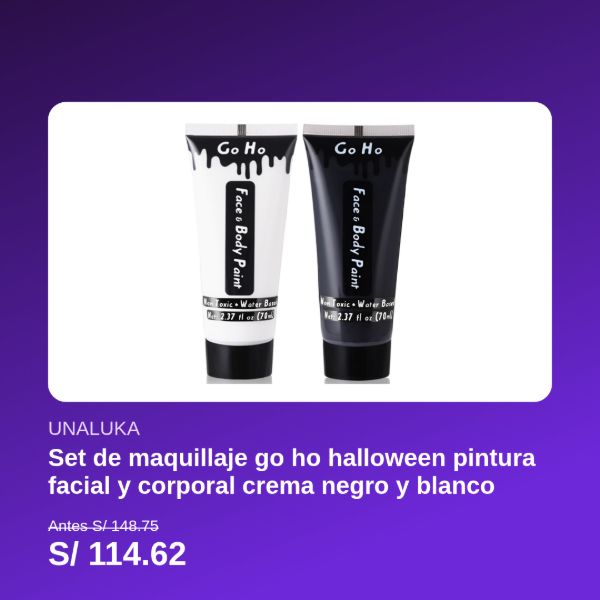 Go Ho
Face & Body Paint
Non Toxic • Water Based
Net: 2.37 fl oz (70mL)
Go Ho
Face & Body Paint
Non Toxic • Water Based
Net: 2.37 fl oz (70mL)
UNALUKA
Set de maquillaje go ho halloween pintura
facial y corporal crema negro y blanco
Antes S/ 148.75
S/ 114.62